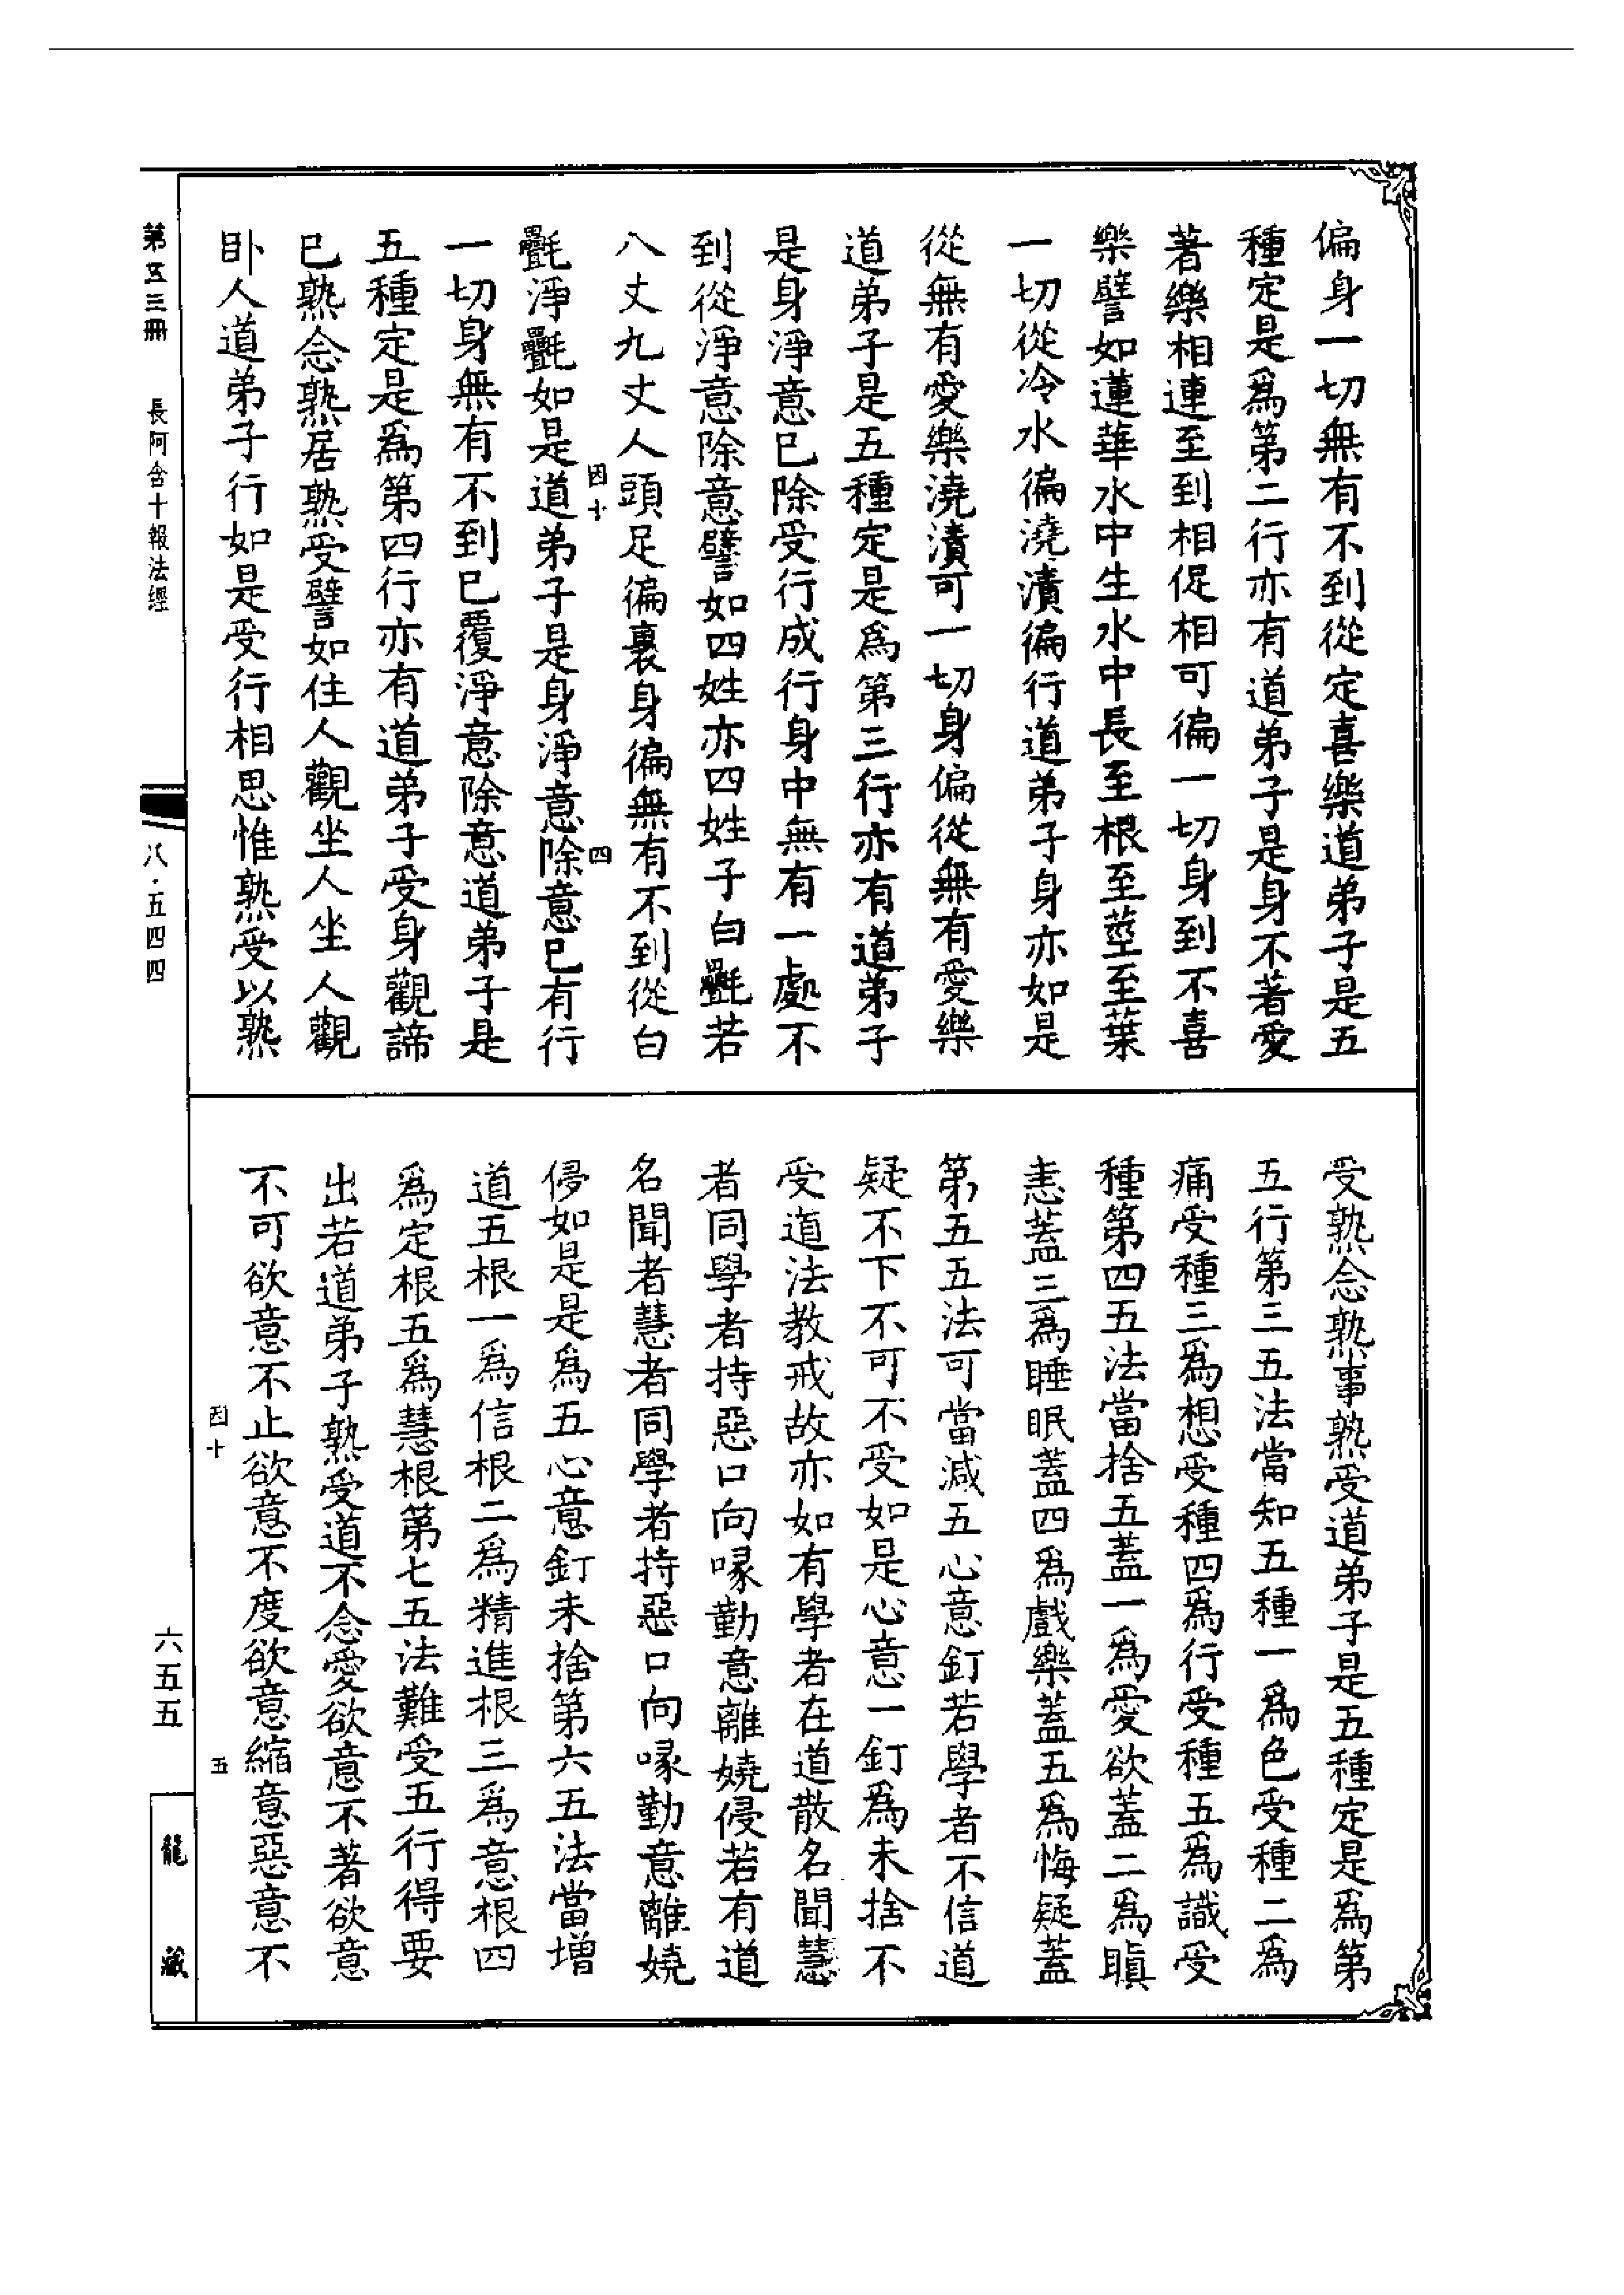 偏身一切無有不到從定喜樂道弟子是五
種定是爲第二行亦有道弟子是身不著愛
著樂相連至到相促相可徧一切身到不喜
樂譬如蓮華水中生水中長至根至莖至葉
一切從冷水徧澆漬徧行道弟子身亦如是
從無有愛樂澆漬可一切身偏從無有愛樂
道弟子是五種定是爲第三行亦有道弟子
是身淨意已除受行成行身中無有一處不
到從淨意除意譬如四姓亦四姓子白㲲若
八丈九丈人頭足徧裹身徧無有不到從白
㲲淨㲲如是道弟子是身淨意除意已有行
一切身無有不到已覆淨意除意道弟子是
五種定是爲第四行亦有道弟子受身觀諦
已熟念熟居熟受譬如住人觀坐人坐人觀
卧人道弟子行如是受行相思惟熟受以熟
受熟念熟事熟受道弟子是五種定是爲第
五行第三五法當知五種一爲色受種二爲
痛受種三爲想受種四爲行受種五爲識受
種第四五法當捨五蓋一爲愛欲蓋二爲瞋
恚蓋三爲睡眠蓋四爲戲樂蓋五爲悔疑蓋
第五五法可當減五心意釘若學者不信道
疑不下不可不受如是心意一釘爲未捨不
受道法教戒故亦如有學者在道散名聞慧
者同學者持惡口向喙勤意離嬈侵若有道
名聞者慧者同學者持惡口向喙勤意離嬈
侵如是是爲五心意釘未捨第六五法當增
道五根一爲信根二爲精進根三爲意根四
爲定根五爲慧根第七五法難受五行得要
出若道弟子熟受道不念愛欲意不著欲意
不可欲意不止欲意不度欲意縮意惡意不
因十
四
因十
五
第五三冊
長阿含十報法經
八·五四四
六五五
龍藏